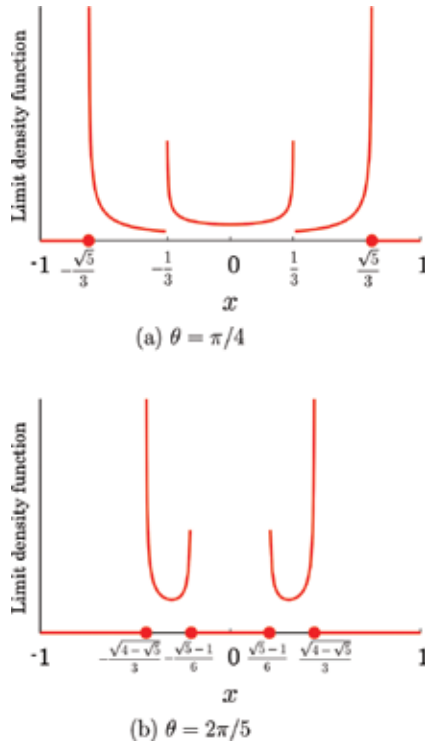 Limit density function
-1 -√5/3 -1/3 0 1/3 √5/3 1
x
(a) θ = π/4
Limit density function
-1 -√(4-√5)/3 -(√5-1)/6 0 (√5-1)/6 √(4-√5)/3 1
x
(b) θ = 2π/5